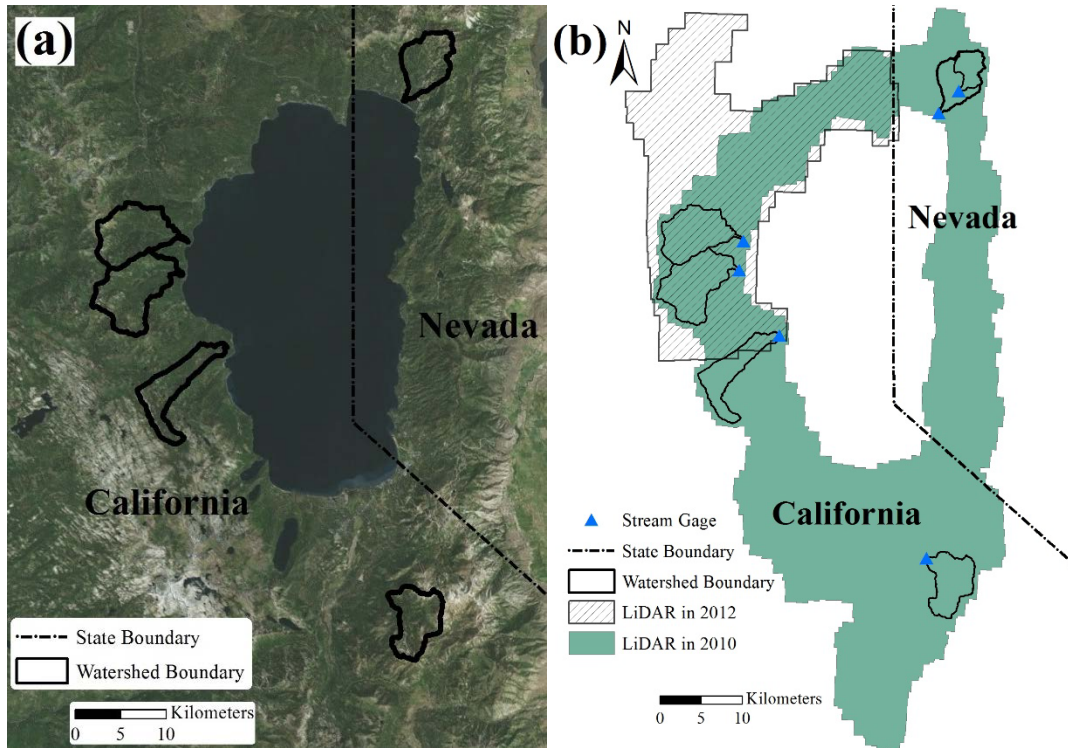 (a)
Nevada
California
State Boundary
Watershed Boundary
Kilometers
0 5 10
(b)
N
Nevada
California
Stream Gage
State Boundary
Watershed Boundary
LiDAR in 2012
LiDAR in 2010
Kilometers
0 5 10